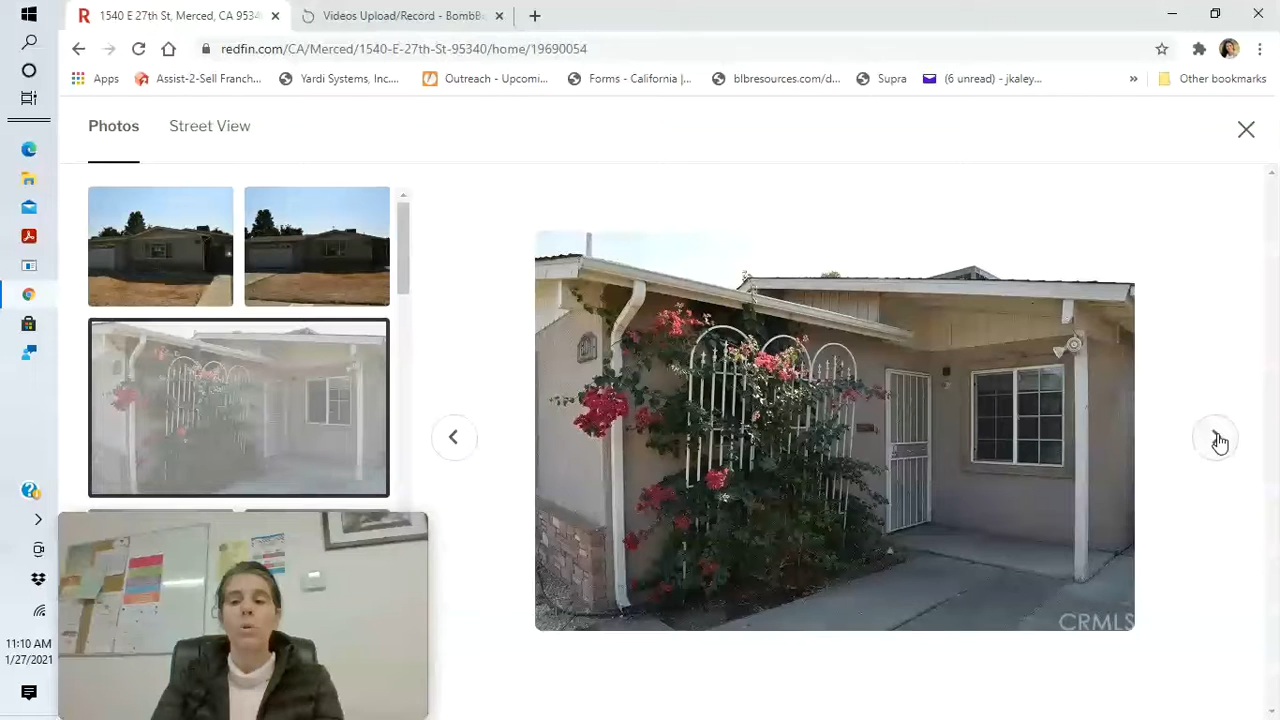 1540 E 27th St, Merced, CA 9534
Videos Upload/Record - BombB
redfin.com/CA/Merced/1540-E-27th-St-95340/home/19690054
Apps
Assist-2-Sell Franch...
Yardi Systems, Inc....
Outreach - Upcomi...
Forms - California |...
blbresources.com/d...
Supra
(6 unread) - jkaley...
»
Other bookmarks
Photos
Street View
CRMLS
11:10 AM
1/27/2021